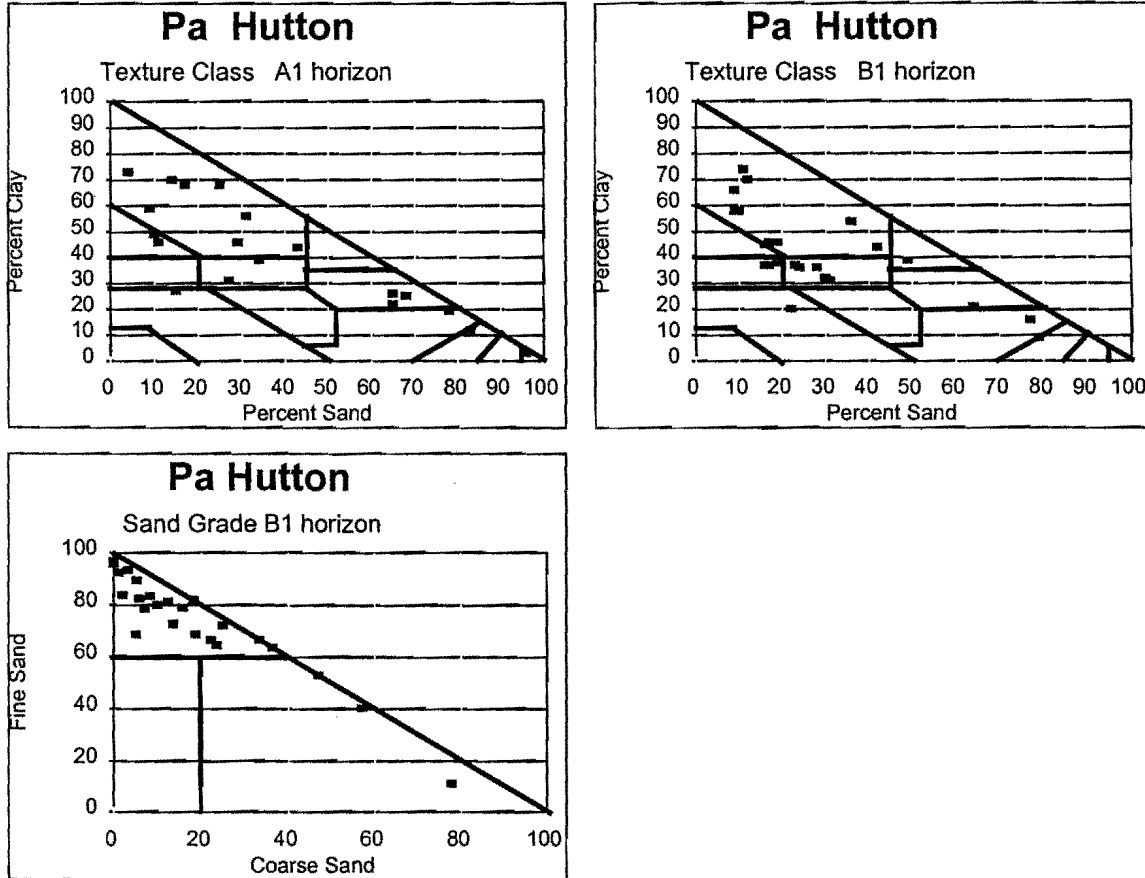 Pa Hutton
Texture Class A1 horizon
100
90
80
70
60
50
40
30
20
10
0
Percent Clay
0 10 20 30 40 50 60 70 80 90 100
Percent Sand
Pa Hutton
Texture Class B1 horizon
100
90
80
70
60
50
40
30
20
10
0
Percent Clay
0 10 20 30 40 50 60 70 80 90 100
Percent Sand
Pa Hutton
Sand Grade B1 horizon
100
80
60
40
20
0
Fine Sand
0 20 40 60 80 100
Coarse Sand